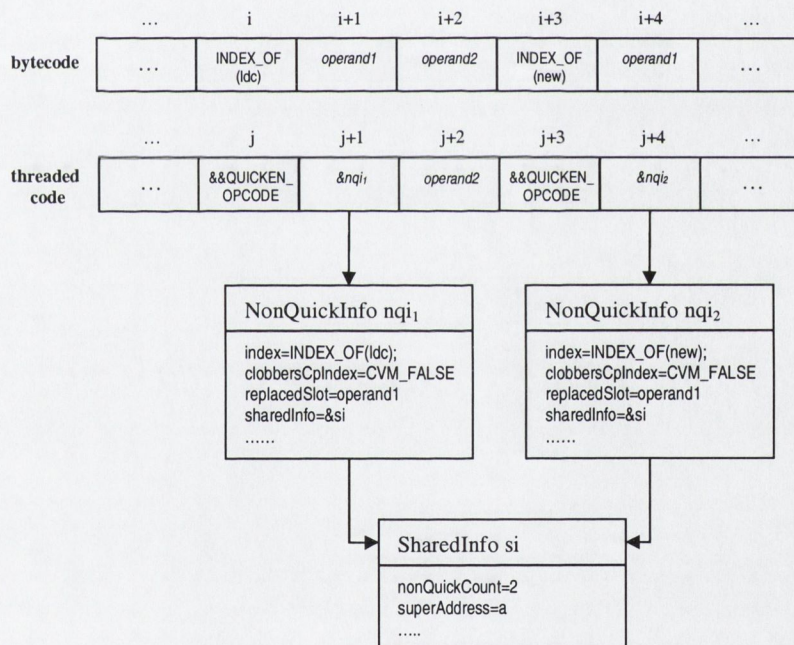 … i i+1 i+2 i+3 i+4 …
bytecode … INDEX_OF (ldc) operand1 operand2 INDEX_OF (new) operand1 …
… j j+1 j+2 j+3 j+4 …
threaded code … &&QUICKEN_ OPCODE &nqi₁ operand2 &&QUICKEN_ OPCODE &nqi₂ …
NonQuickInfo nqi₁
index=INDEX_OF(ldc);
clobbersCpIndex=CVM_FALSE
replacedSlot=operand1
sharedInfo=&si
……
NonQuickInfo nqi₂
index=INDEX_OF(new);
clobbersCpIndex=CVM_FALSE
replacedSlot=operand1
sharedInfo=&si
……
SharedInfo si
nonQuickCount=2
superAddress=a
…..